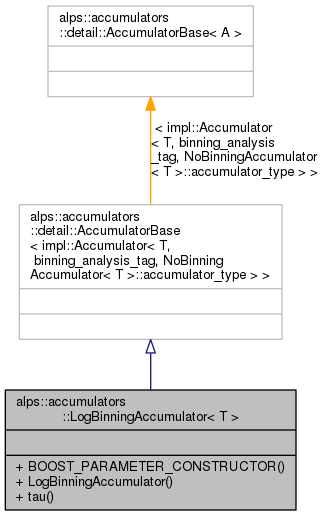 alps::accumulators
::detail::AccumulatorBase< A >
< impl::Accumulator
< T, binning_analysis
_tag, NoBinningAccumulator
< T >::accumulator_type > >
alps::accumulators
::detail::AccumulatorBase
< impl::Accumulator< T,
binning_analysis_tag, NoBinning
Accumulator< T >::accumulator_type > >
alps::accumulators
::LogBinningAccumulator< T >
+ BOOST_PARAMETER_CONSTRUCTOR()
+ LogBinningAccumulator()
+ tau()